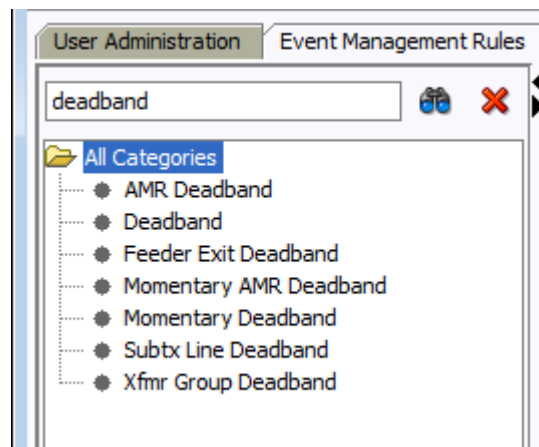 User Administration
Event Management Rules
deadband
All Categories
AMR Deadband
Deadband
Feeder Exit Deadband
Momentary AMR Deadband
Momentary Deadband
Subtx Line Deadband
Xfmr Group Deadband